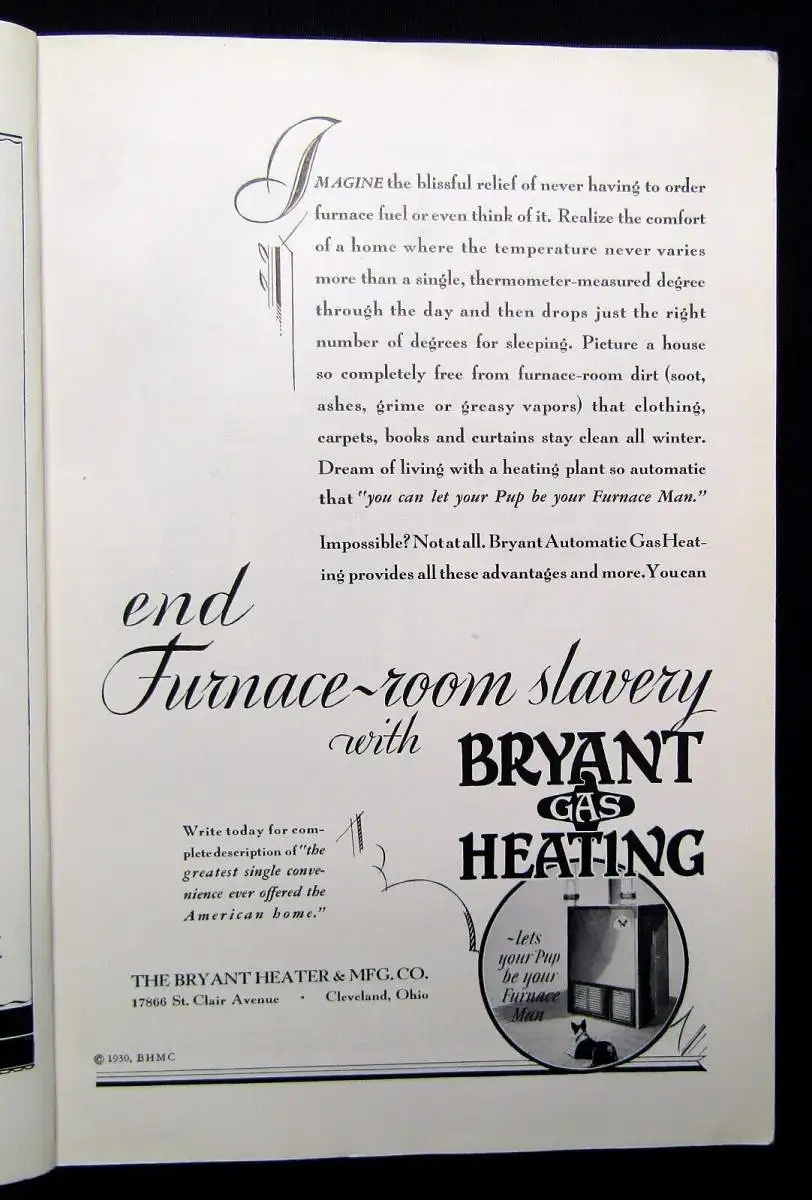 IMAGINE the blissful relief of never having to order
furnace fuel or even think of it. Realize the comfort
of a home where the temperature never varies
more than a single, thermometer-measured degree
through the day and then drops just the right
number of degrees for sleeping. Picture a house
so completely free from furnace-room dirt (soot,
ashes, grime or greasy vapors) that clothing,
carpets, books and curtains stay clean all winter.
Dream of living with a heating plant so automatic
that "you can let your Pup be your Furnace Man."
Impossible? Not at all. Bryant Automatic Gas Heat-
ing provides all these advantages and more. You can
end
Furnace~room slavery
with
BRYANT
GAS
HEATING
Write today for com-
plete description of "the
greatest single conve-
nience ever offered the
American home."
THE BRYANT HEATER & MFG. CO.
17866 St. Clair Avenue · Cleveland, Ohio
~lets
your Pup
be your
Furnace
Man
© 1930, BHMC